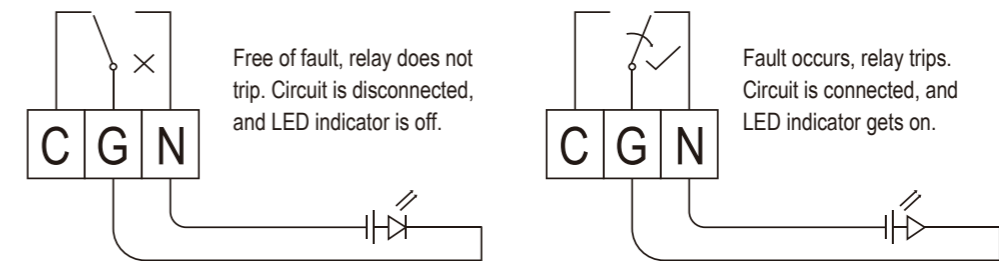 Free of fault, relay does not
trip. Circuit is disconnected,
and LED indicator is off.
C G N
Fault occurs, relay trips.
Circuit is connected, and
LED indicator gets on.
C G N